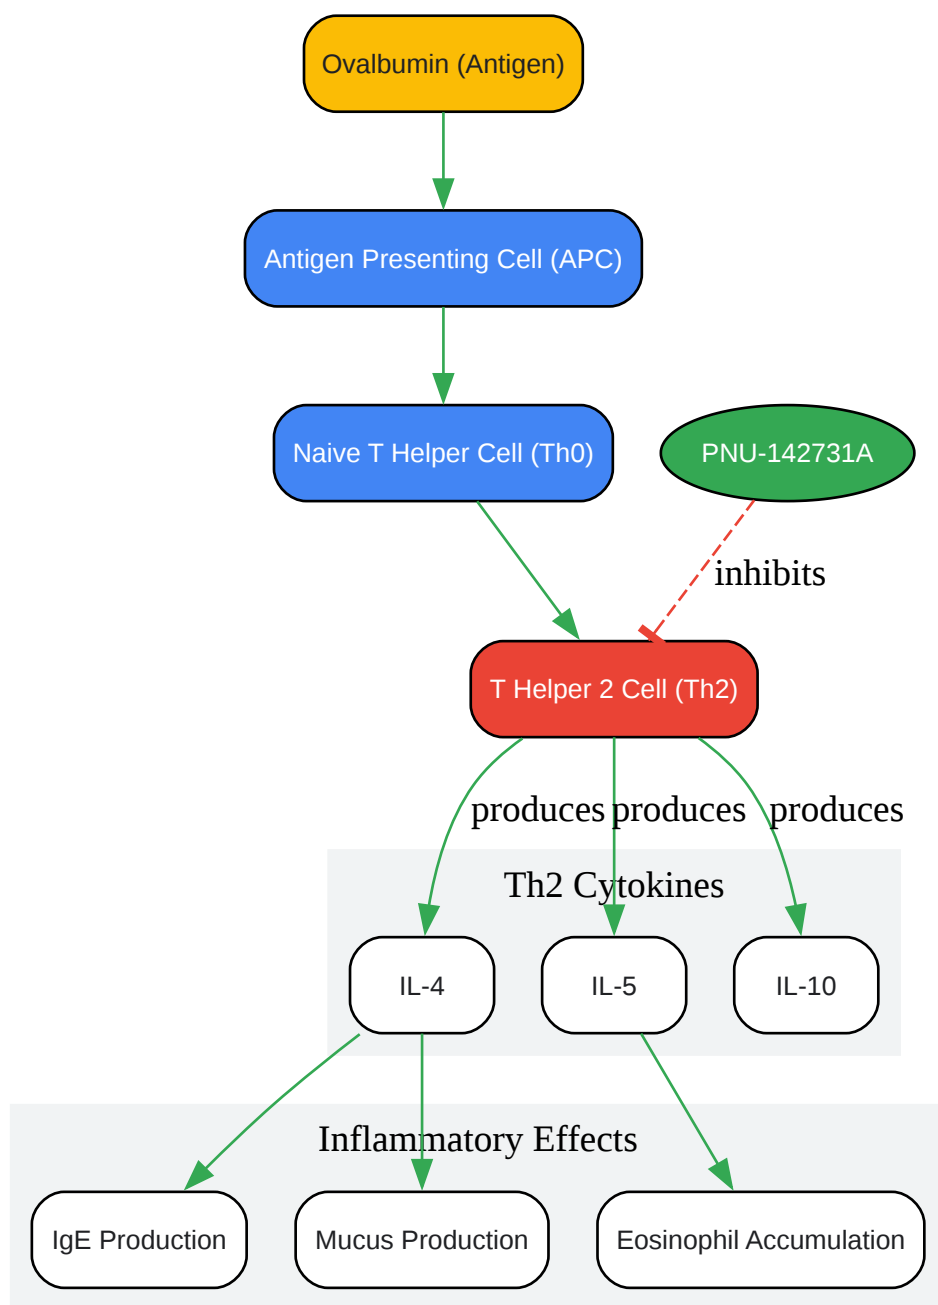 Ovalbumin (Antigen)
Antigen Presenting Cell (APC)
Naive T Helper Cell (Th0)
PNU-142731A
inhibits
T Helper 2 Cell (Th2)
produces
produces
produces
Th2 Cytokines
IL-4
IL-5
IL-10
Inflammatory Effects
IgE Production
Mucus Production
Eosinophil Accumulation